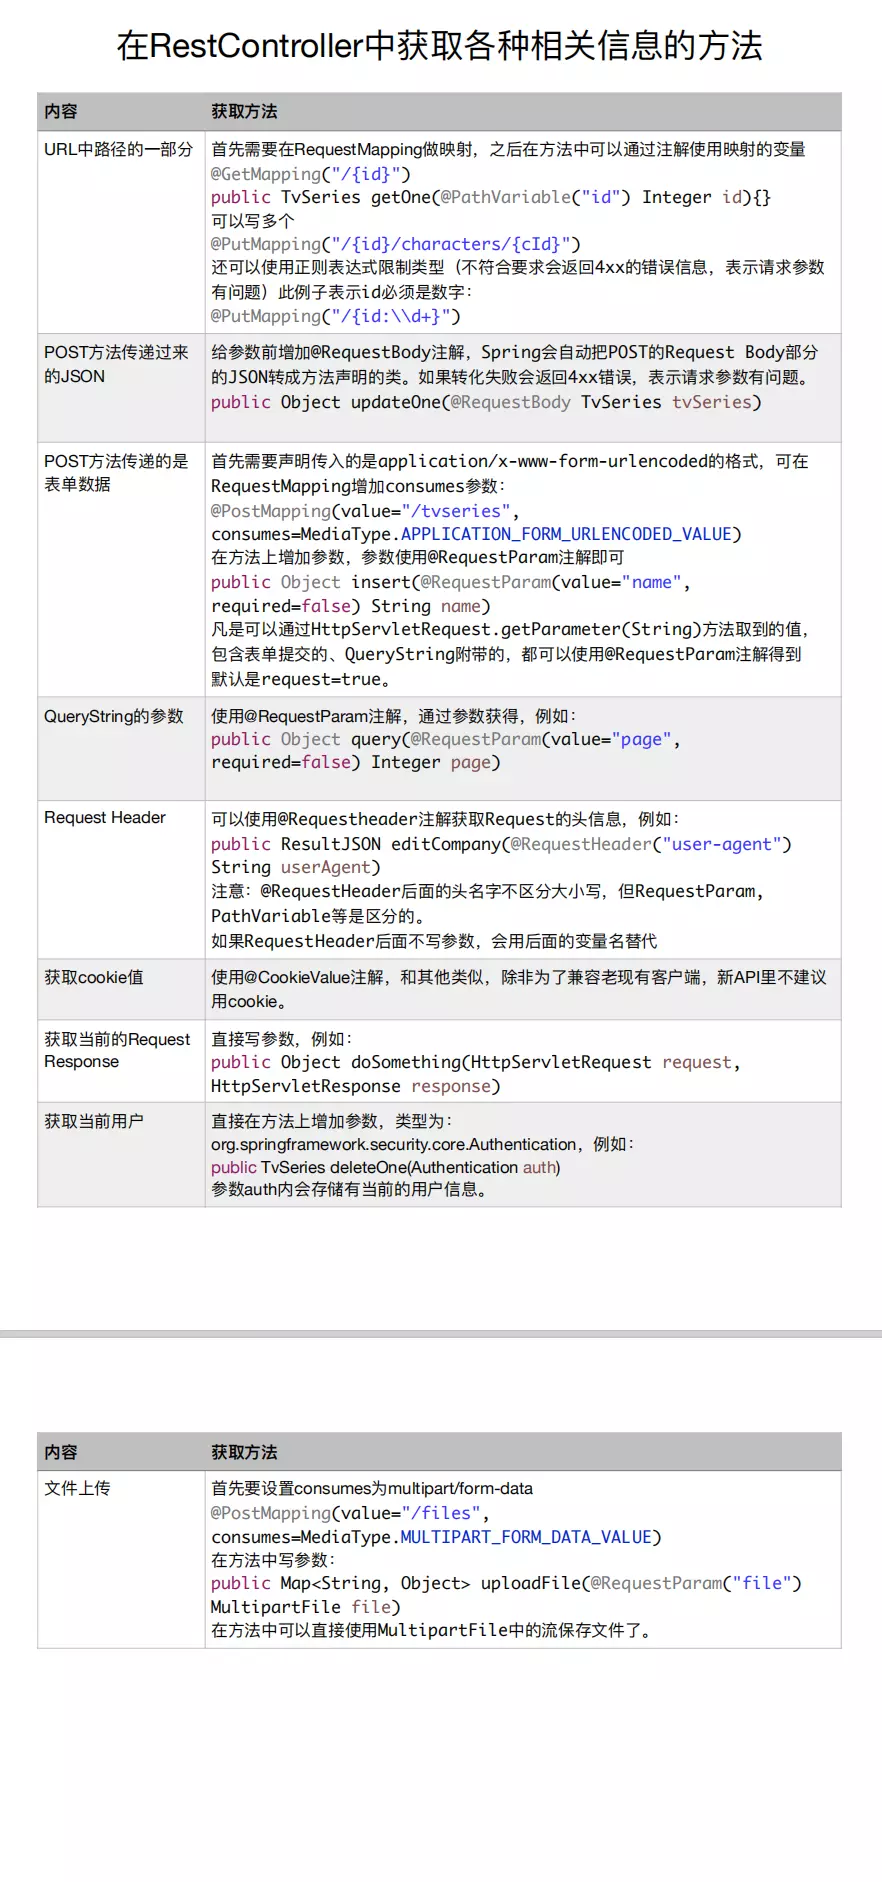 在RestController中获取各种相关信息的方法
内容 获取方法
URL中路径的一部分 首先需要在RequestMapping做映射，之后在方法中可以通过注解使用映射的变量
@GetMapping("/{id}")
public TvSeries getOne(@PathVariable("id") Integer id){}
可以写多个
@PutMapping("/{id}/characters/{cId}")
还可以使用正则表达式限制类型（不符合要求会返回4xx的错误信息，表示请求参数
有问题）此例子表示id必须是数字：
@PutMapping("/{id:\\d+}")
POST方法传递过来
的JSON
给参数前增加@RequestBody注解，Spring会自动把POST的Request Body部分
的JSON转成方法声明的类。如果转化失败会返回4xx错误，表示请求参数有问题。
public Object updateOne(@RequestBody TvSeries tvSeries)
POST方法传递的是
表单数据
首先需要声明传入的是application/x-www-form-urlencoded的格式，可在
RequestMapping增加consumes参数：
@PostMapping(value="/tvseries",
consumes=MediaType.APPLICATION_FORM_URLENCODED_VALUE)
在方法上增加参数，参数使用@RequestParam注解即可
public Object insert(@RequestParam(value="name",
required=false) String name)
凡是可以通过HttpServletRequest.getParameter(String)方法取到的值，
包含表单提交的、QueryString附带的，都可以使用@RequestParam注解得到
默认是request=true。
QueryString的参数 使用@RequestParam注解，通过参数获得，例如：
public Object query(@RequestParam(value="page",
required=false) Integer page)
Request Header 可以使用@Requestheader注解获取Request的头信息，例如：
public ResultJSON editCompany(@RequestHeader("user-agent")
String userAgent)
注意：@RequestHeader后面的头名字不区分大小写，但RequestParam,
PathVariable等是区分的。
如果RequestHeader后面不写参数，会用后面的变量名替代
获取cookie值 使用@CookieValue注解，和其他类似，除非为了兼容老现有客户端，新API里不建议
用cookie。
获取当前的Request
Response
直接写参数，例如：
public Object doSomething(HttpServletRequest request,
HttpServletResponse response)
获取当前用户 直接在方法上增加参数，类型为：
org.springframework.security.core.Authentication，例如：
public TvSeries deleteOne(Authentication auth)
参数auth内会存储有当前的用户信息。
内容 获取方法
文件上传 首先要设置consumes为multipart/form-data
@PostMapping(value="/files",
consumes=MediaType.MULTIPART_FORM_DATA_VALUE)
在方法中写参数：
public Map<String, Object> uploadFile(@RequestParam("file")
MultipartFile file)
在方法中可以直接使用MultipartFile中的流保存文件了。